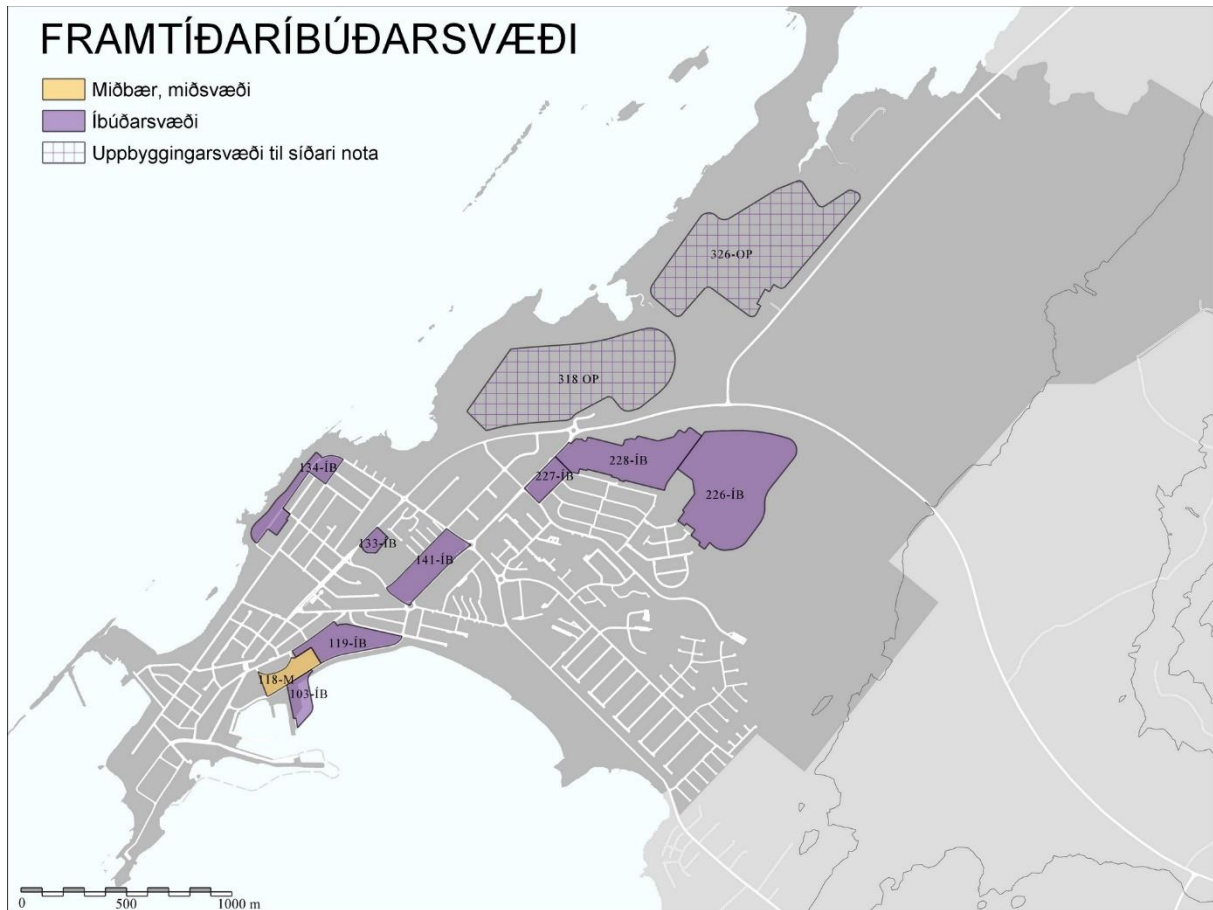 FRAMTÍÐARÍBÚÐARSVÆÐI
Miðbær, miðsvæði
Íbúðarsvæði
Uppbyggingarsvæði til síðari nota
326-OP
318 OP
228-ÍB
134-ÍB
227-ÍB
226-ÍB
133-ÍB
141-ÍB
119-ÍB
118-M
103-ÍB
0 500 1000 m